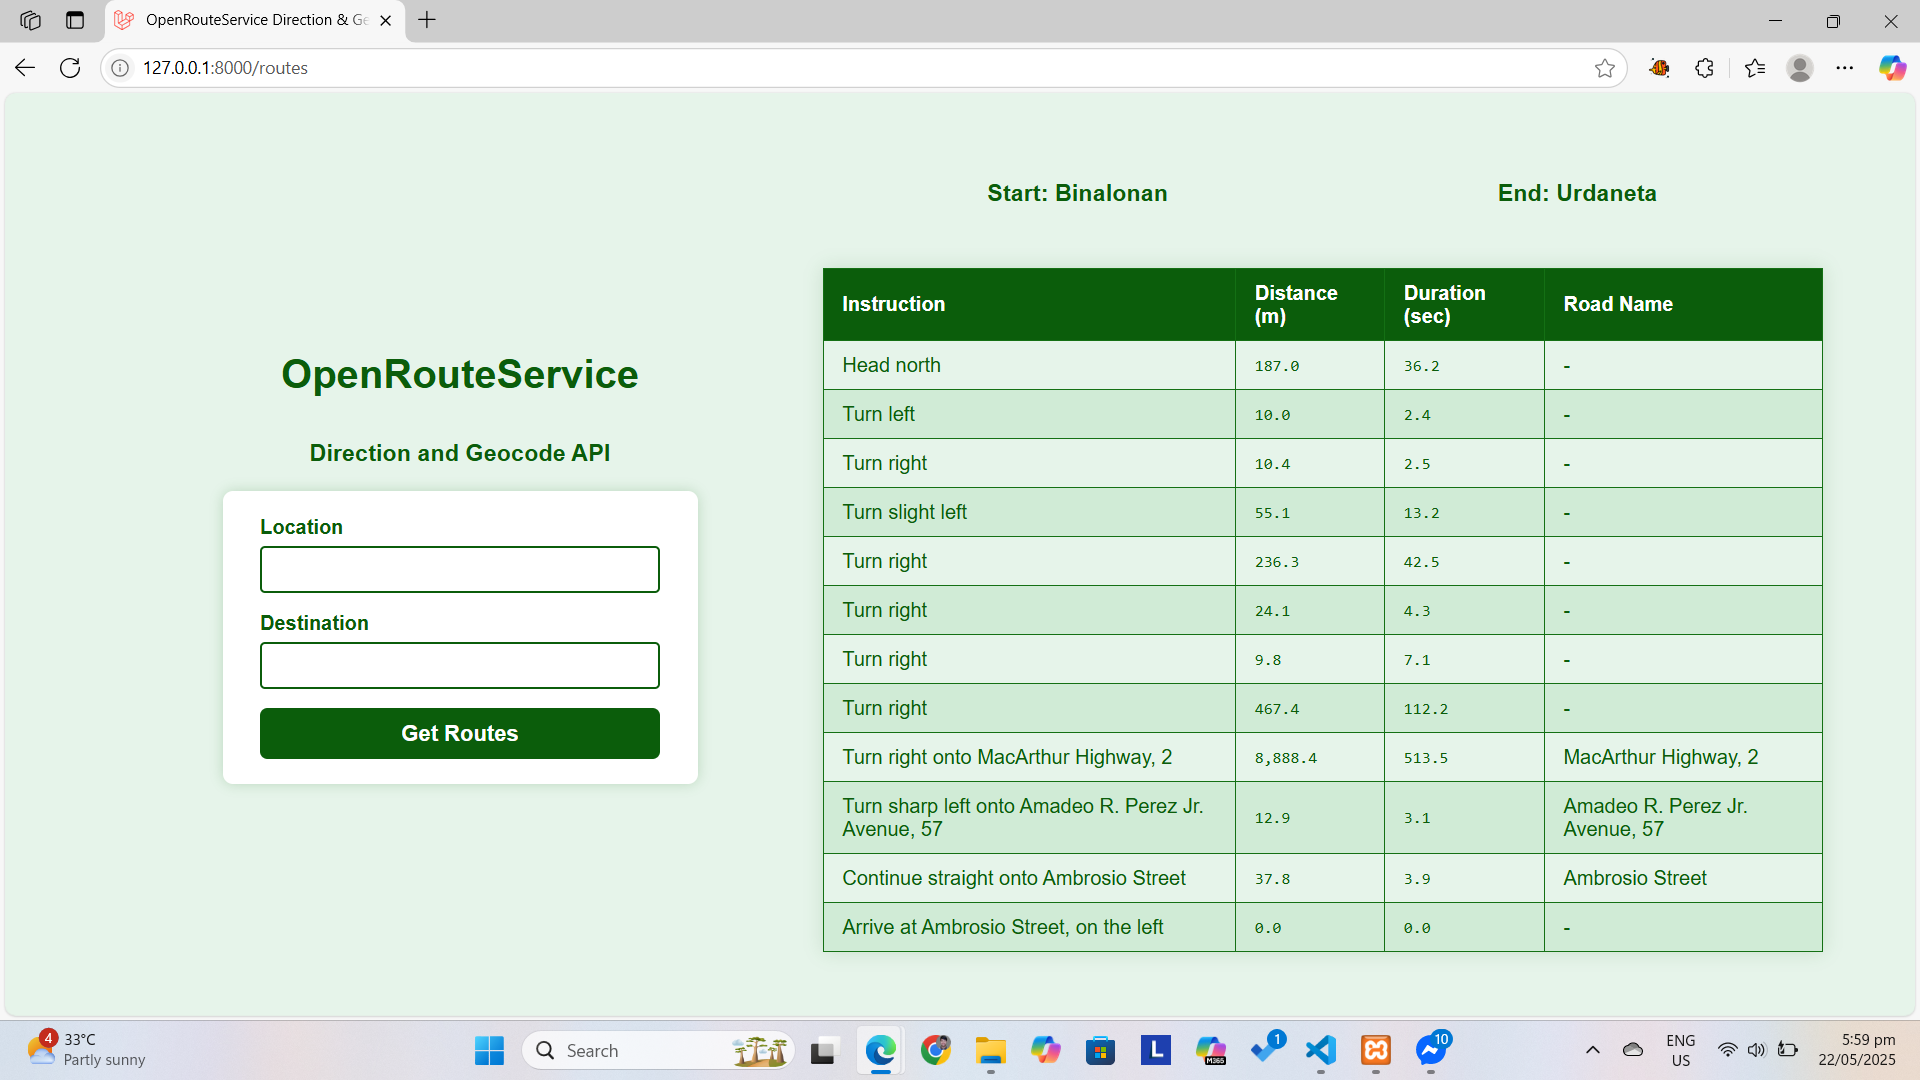 OpenRouteService Direction & Ge
127.0.0.1:8000/routes
OpenRouteService
Direction and Geocode API
Location
Destination
Get Routes
Start: Binalonan
End: Urdaneta
Instruction Distance (m) Duration (sec) Road Name
Head north 187.0 36.2 -
Turn left 10.0 2.4 -
Turn right 10.4 2.5 -
Turn slight left 55.1 13.2 -
Turn right 236.3 42.5 -
Turn right 24.1 4.3 -
Turn right 9.8 7.1 -
Turn right 467.4 112.2 -
Turn right onto MacArthur Highway, 2 8,888.4 513.5 MacArthur Highway, 2
Turn sharp left onto Amadeo R. Perez Jr. Avenue, 57 12.9 3.1 Amadeo R. Perez Jr. Avenue, 57
Continue straight onto Ambrosio Street 37.8 3.9 Ambrosio Street
Arrive at Ambrosio Street, on the left 0.0 0.0 -
4
33°C
Partly sunny
Search
L
M365
1
10
ENG
US
5:59 pm
22/05/2025